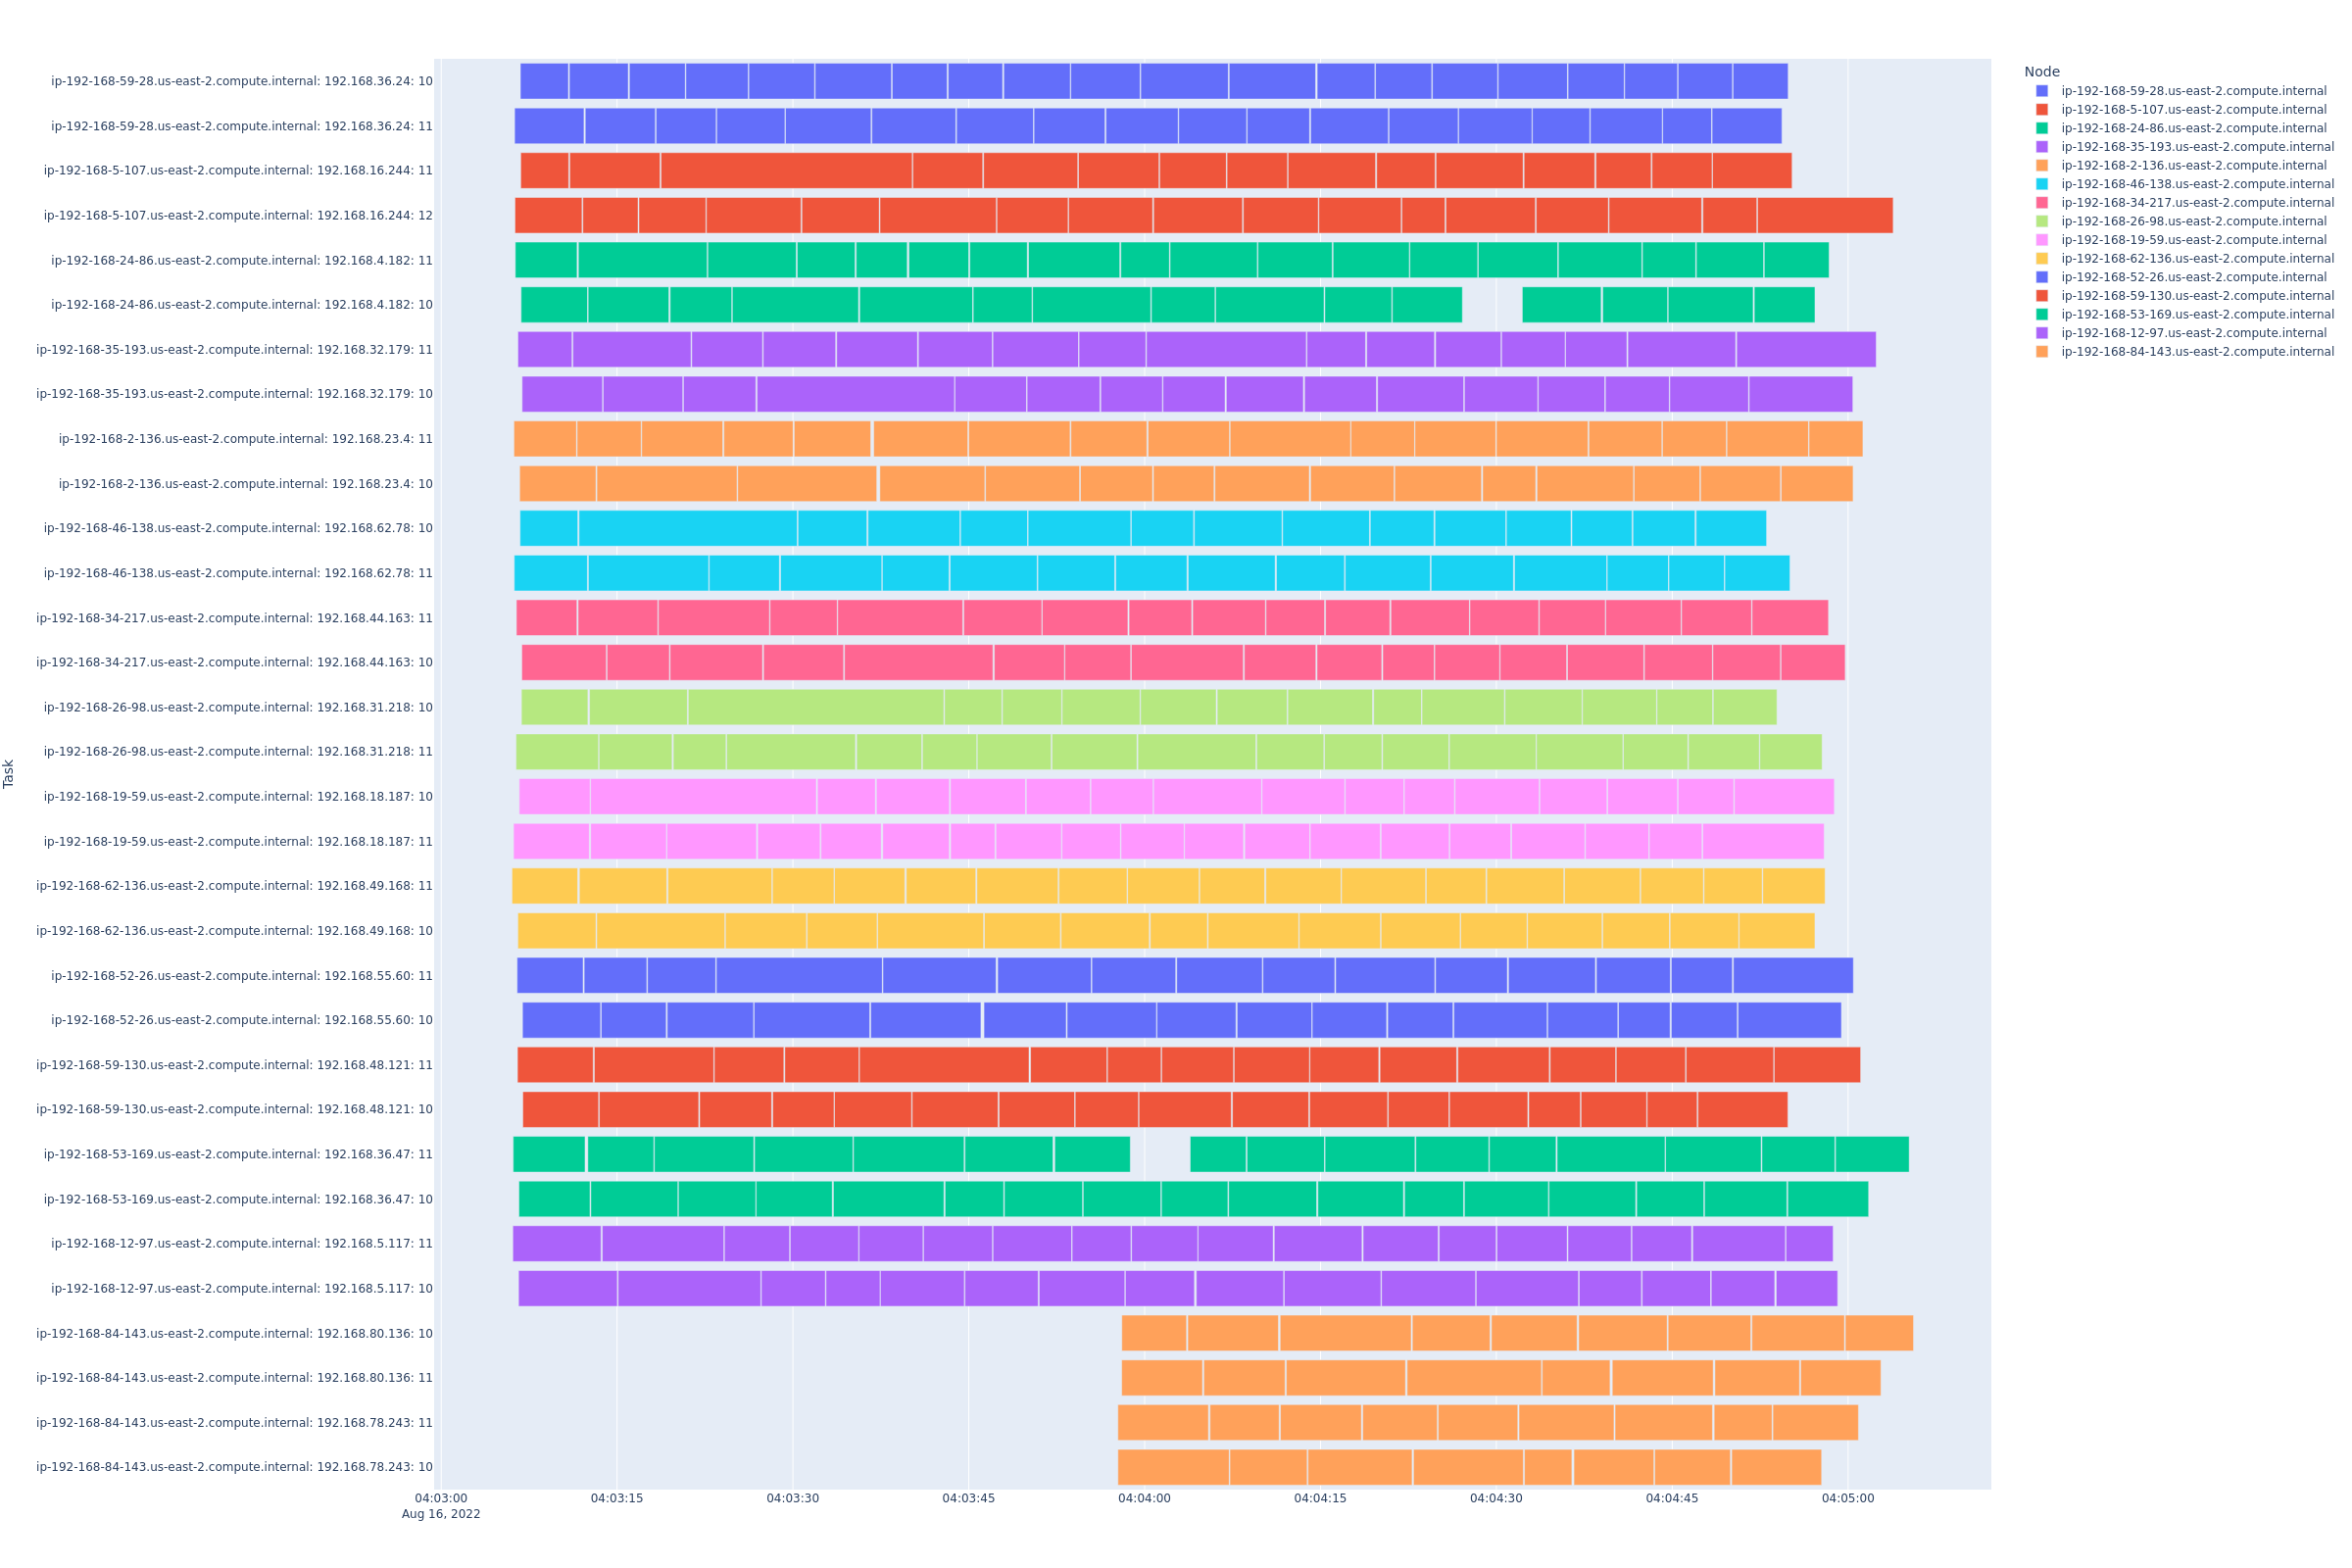 ip-192-168-59-28.us-east-2.compute.internal: 192.168.36.24: 10
ip-192-168-59-28.us-east-2.compute.internal: 192.168.36.24: 11
ip-192-168-5-107.us-east-2.compute.internal: 192.168.16.244: 11
ip-192-168-5-107.us-east-2.compute.internal: 192.168.16.244: 12
ip-192-168-24-86.us-east-2.compute.internal: 192.168.4.182: 11
ip-192-168-24-86.us-east-2.compute.internal: 192.168.4.182: 10
ip-192-168-35-193.us-east-2.compute.internal: 192.168.32.179: 11
ip-192-168-35-193.us-east-2.compute.internal: 192.168.32.179: 10
ip-192-168-2-136.us-east-2.compute.internal: 192.168.23.4: 11
ip-192-168-2-136.us-east-2.compute.internal: 192.168.23.4: 10
ip-192-168-46-138.us-east-2.compute.internal: 192.168.62.78: 10
ip-192-168-46-138.us-east-2.compute.internal: 192.168.62.78: 11
ip-192-168-34-217.us-east-2.compute.internal: 192.168.44.163: 11
ip-192-168-34-217.us-east-2.compute.internal: 192.168.44.163: 10
ip-192-168-26-98.us-east-2.compute.internal: 192.168.31.218: 10
ip-192-168-26-98.us-east-2.compute.internal: 192.168.31.218: 11
ip-192-168-19-59.us-east-2.compute.internal: 192.168.18.187: 10
ip-192-168-19-59.us-east-2.compute.internal: 192.168.18.187: 11
ip-192-168-62-136.us-east-2.compute.internal: 192.168.49.168: 11
ip-192-168-62-136.us-east-2.compute.internal: 192.168.49.168: 10
ip-192-168-52-26.us-east-2.compute.internal: 192.168.55.60: 11
ip-192-168-52-26.us-east-2.compute.internal: 192.168.55.60: 10
ip-192-168-59-130.us-east-2.compute.internal: 192.168.48.121: 11
ip-192-168-59-130.us-east-2.compute.internal: 192.168.48.121: 10
ip-192-168-53-169.us-east-2.compute.internal: 192.168.36.47: 11
ip-192-168-53-169.us-east-2.compute.internal: 192.168.36.47: 10
ip-192-168-12-97.us-east-2.compute.internal: 192.168.5.117: 11
ip-192-168-12-97.us-east-2.compute.internal: 192.168.5.117: 10
ip-192-168-84-143.us-east-2.compute.internal: 192.168.80.136: 10
ip-192-168-84-143.us-east-2.compute.internal: 192.168.80.136: 11
ip-192-168-84-143.us-east-2.compute.internal: 192.168.78.243: 11
ip-192-168-84-143.us-east-2.compute.internal: 192.168.78.243: 10
Task
04:03:00 04:03:15 04:03:30 04:03:45 04:04:00 04:04:15 04:04:30 04:04:45 04:05:00
Aug 16, 2022
Node
ip-192-168-59-28.us-east-2.compute.internal
ip-192-168-5-107.us-east-2.compute.internal
ip-192-168-24-86.us-east-2.compute.internal
ip-192-168-35-193.us-east-2.compute.internal
ip-192-168-2-136.us-east-2.compute.internal
ip-192-168-46-138.us-east-2.compute.internal
ip-192-168-34-217.us-east-2.compute.internal
ip-192-168-26-98.us-east-2.compute.internal
ip-192-168-19-59.us-east-2.compute.internal
ip-192-168-62-136.us-east-2.compute.internal
ip-192-168-52-26.us-east-2.compute.internal
ip-192-168-59-130.us-east-2.compute.internal
ip-192-168-53-169.us-east-2.compute.internal
ip-192-168-12-97.us-east-2.compute.internal
ip-192-168-84-143.us-east-2.compute.internal